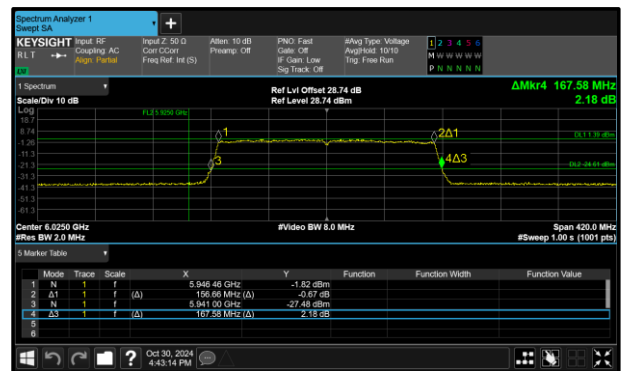 Spectrum Analyzer 1
Swept SA
+
KEYSIGHT
RLT
Input: RF
Coupling: AC
Align: Partial
Input Z: 50 Ω
Corr CCorr
Freq Ref: Int (S)
Atten: 10 dB
Preamp: Off
PNO: Fast
Gate: Off
IF Gain: Low
Sig Track: Off
#Avg Type: Voltage
Avg|Hold: 10/10
Trig: Free Run
1 2 3 4 5 6
M W W W W W
P N N N N N
1 Spectrum
Scale/Div 10 dB
Ref Lvl Offset 28.74 dB
Ref Level 28.74 dBm
ΔMkr4 167.58 MHz
2.18 dB
Log
18.7
8.74
-1.26
-11.3
-21.3
-31.3
-41.3
-51.3
-61.3
FL2 5.9250 GHz
1
2Δ1
DL1 1.39 dBm
3
4Δ3
DL2 -24.61 dBm
Center 6.0250 GHz
#Res BW 2.0 MHz
#Video BW 8.0 MHz
Span 420.0 MHz
#Sweep 1.00 s (1001 pts)
5 Marker Table
Mode Trace Scale X Y Function Function Width Function Value
1 N 1 f 5.946 46 GHz -1.82 dBm
2 Δ1 1 f (Δ) 156.66 MHz (Δ) -0.67 dB
3 N 1 f 5.941 00 GHz -27.48 dBm
4 Δ3 1 f (Δ) 167.58 MHz (Δ) 2.18 dB
5
6
?
Oct 30, 2024
4:43:14 PM